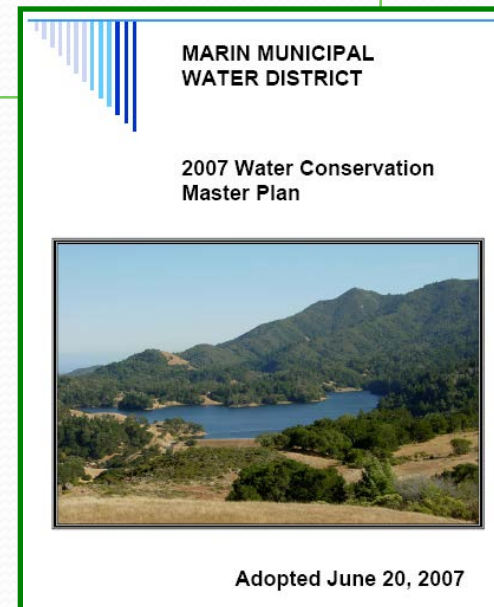 MARIN MUNICIPAL
WATER DISTRICT
2007 Water Conservation
Master Plan
Adopted June 20, 2007